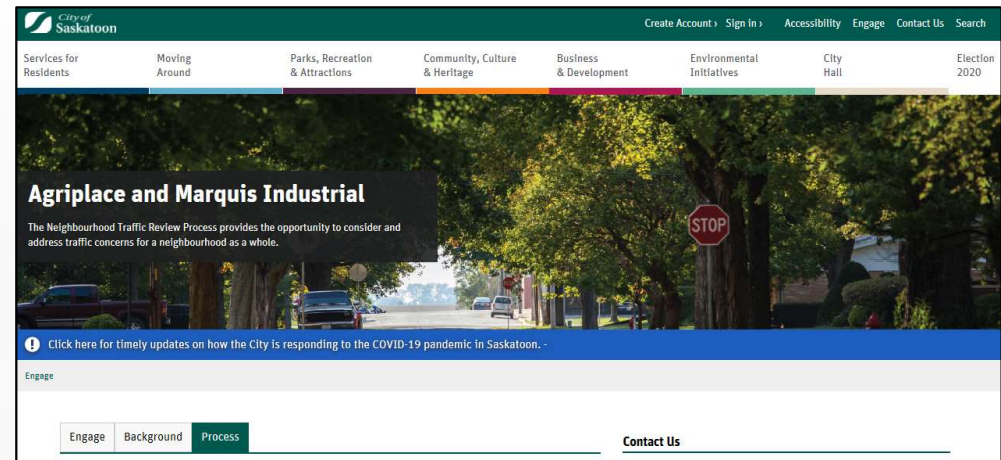 City of
Saskatoon
Create Account › Sign in › Accessibility Engage Contact Us Search
Services for
Residents
Moving
Around
Parks, Recreation
& Attractions
Community, Culture
& Heritage
Business
& Development
Environmental
Initiatives
City
Hall
Election
2020
Agriplace and Marquis Industrial
The Neighbourhood Traffic Review Process provides the opportunity to consider and
address traffic concerns for a neighbourhood as a whole.
STOP
Click here for timely updates on how the City is responding to the COVID-19 pandemic in Saskatoon. -
Engage
Engage Background Process
Contact Us